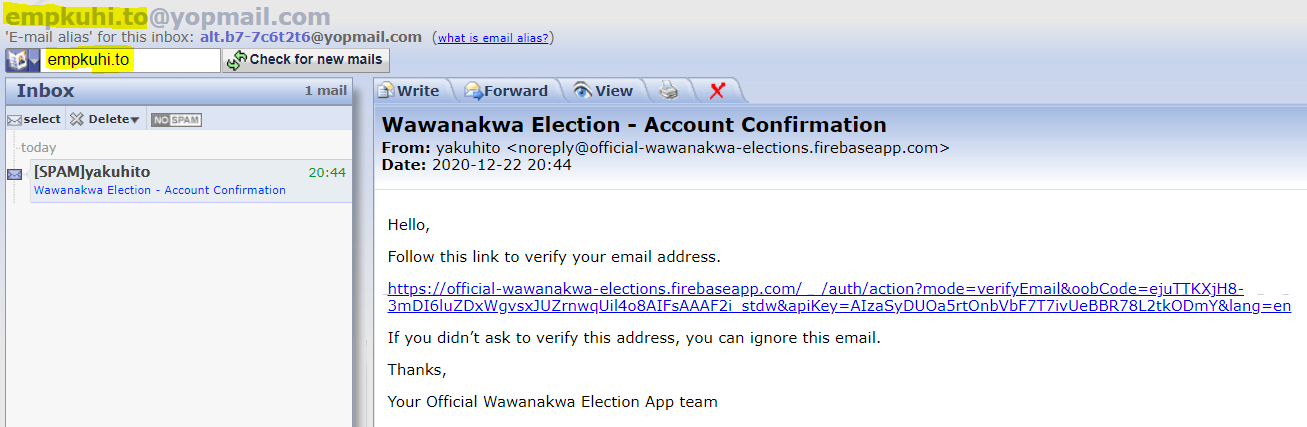 empkuhi.to@yopmail.com
'E-mail alias' for this inbox: alt.b7-7c6t2t6@yopmail.com (what is email alias?)
empkuhi.to Check for new mails
Inbox 1 mail
Write Forward View
select Delete NO SPAM
Wawanakwa Election - Account Confirmation
From: yakuhito <noreply@official-wawanakwa-elections.firebaseapp.com>
Date: 2020-12-22 20:44
today
[SPAM]yakuhito 20:44
Wawanakwa Election - Account Confirmation
Hello,
Follow this link to verify your email address.
https://official-wawanakwa-elections.firebaseapp.com/__/auth/action?mode=verifyEmail&oobCode=ejuTTKXjH8-
3mDI6luZDxWgvsxJUZrnwqUil4o8AIFsAAAF2i_stdw&apiKey=AIzaSyDUOa5rtOnbVbF7T7ivUeBBR78L2tkODmY&lang=en
If you didn’t ask to verify this address, you can ignore this email.
Thanks,
Your Official Wawanakwa Election App team